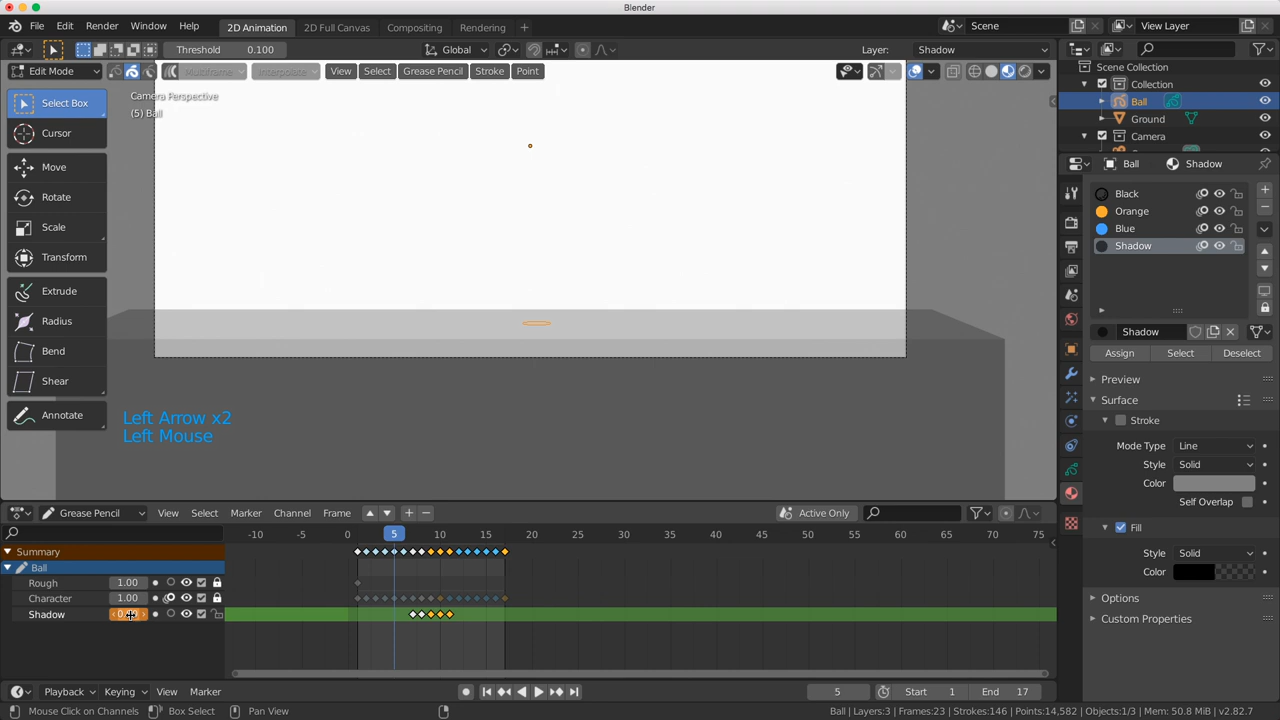 Blender
File Edit Render Window Help 2D Animation 2D Full Canvas Compositing Rendering + Scene View Layer
Threshold 0.100 Global Layer: Shadow
Edit Mode Multiframe Interpolate View Select Grease Pencil Stroke Point
Scene Collection
Collection
Ball
Ground
Camera
Select Box
Cursor
Move
Rotate
Scale
Transform
Extrude
Radius
Bend
Shear
Annotate
Camera Perspective
(5) Ball
Left Arrow x2
Left Mouse
Ball Shadow
Black
Orange
Blue
Shadow
Shadow
Assign Select Deselect
Preview
Surface
Stroke
Mode Type Line
Style Solid
Color
Self Overlap
Fill
Style Solid
Color
Options
Custom Properties
Grease Pencil View Select Marker Channel Frame Active Only
-10 0 5 10 15 20 25 30 35 40 45 50 55 60 65 70 75
Summary
Ball
Rough 1.00
Character 1.00
Shadow
Playback Keying View Marker 5 Start 1 End 17
Mouse Click on Channels Box Select Pan View Ball | Layers:3 | Frames:23 | Strokes:146 | Points:14,582 | Objects:1/3 | Mem: 50.8 MiB | v2.82.7